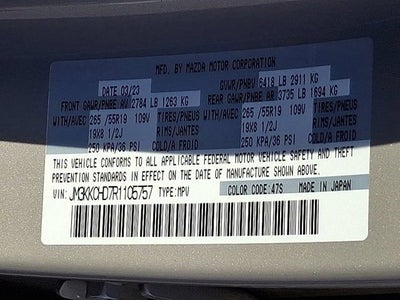 MFD. BY MAZDA MOTOR CORPORATION
DATE 03/23 GVWR/PNBV 6418 LB 2911 KG
FRONT GAWR/PNBE AV 2784 LB 1263 KG REAR GAWR/PNBE AR 3735 LB 1694 KG
WITH/AVEC 265/55R19 109V TIRES/PNEUS WITH/AVEC 265/55R19 109V TIRES/PNEUS
19X8 1/2J RIMS/JANTES 19X8 1/2J RIMS/JANTES
250 KPA/36 PSI COLD/A FROID 250 KPA/36 PSI COLD/A FROID
THIS VEHICLE CONFORMS TO ALL APPLICABLE FEDERAL MOTOR VEHICLE SAFETY AND THEFT
PREVENTION STANDARDS IN EFFECT ON THE DATE OF MANUFACTURE SHOWN ABOVE.
VIN: JM3KKCHD7R1105757 TYPE: MPV COLOR CODE: 47S MADE IN JAPAN